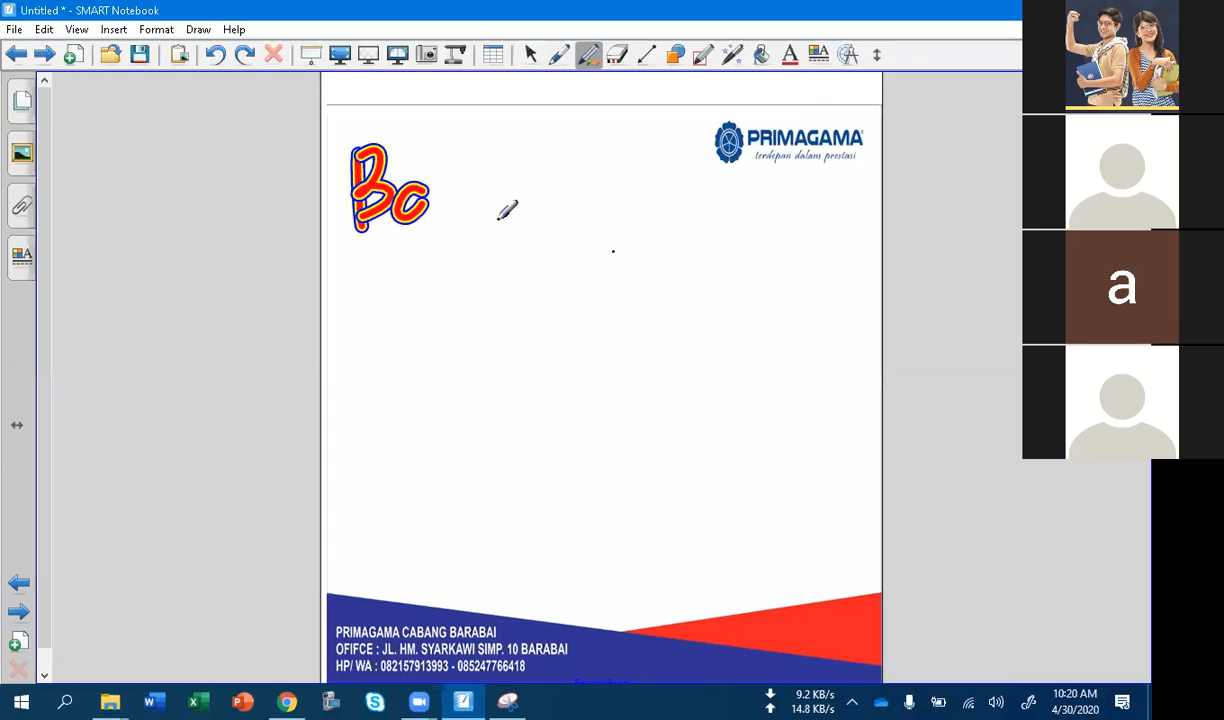 Untitled * - SMART Notebook
File Edit View Insert Format Draw Help
PRIMAGAMA
terdepan dalam prestasi
Bc
a
PRIMAGAMA CABANG BARABAI
OFIFCE : JL. HM. SYARKAWI SIMP. 10 BARABAI
HP/ WA : 082157913993 - 085247766418
9.2 KB/s
14.8 KB/s
10:20 AM
4/30/2020